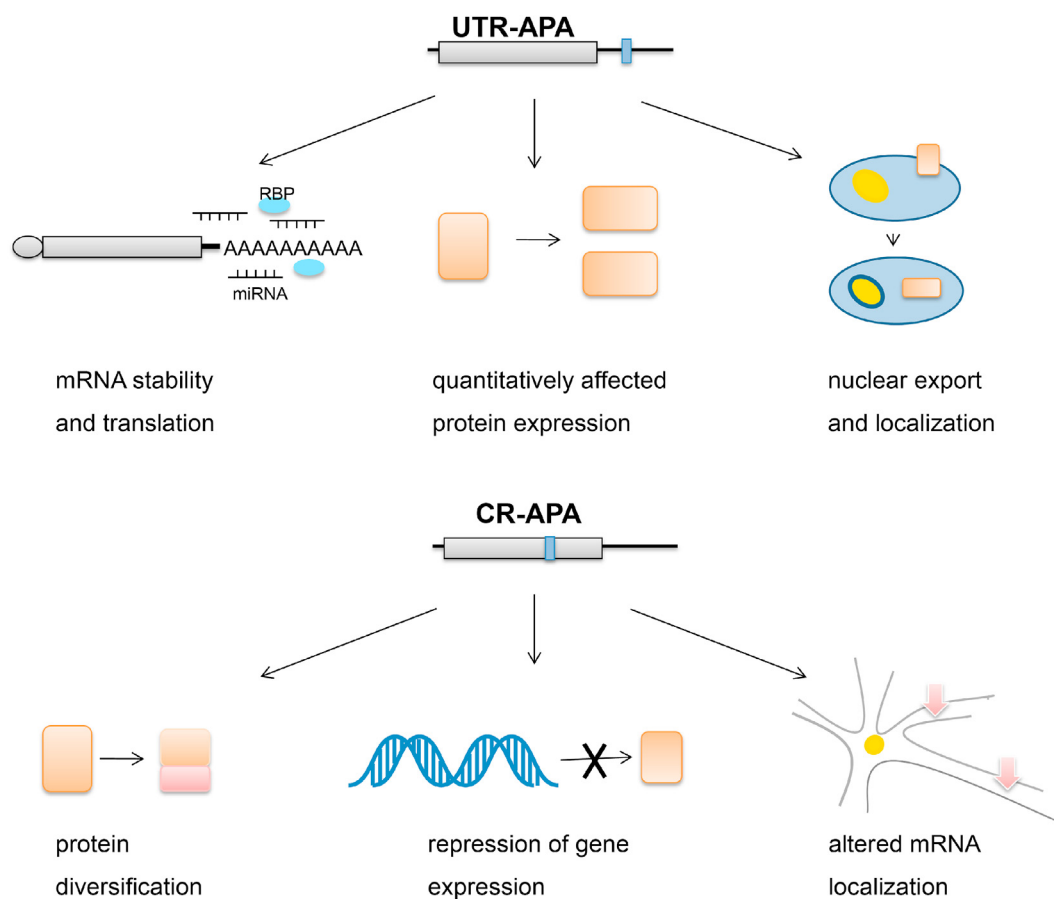 UTR-APA
RBP
AAAAAAAAAA
miRNA
mRNA stability
and translation
quantitatively affected
protein expression
nuclear export
and localization
CR-APA
protein
diversification
repression of gene
expression
altered mRNA
localization